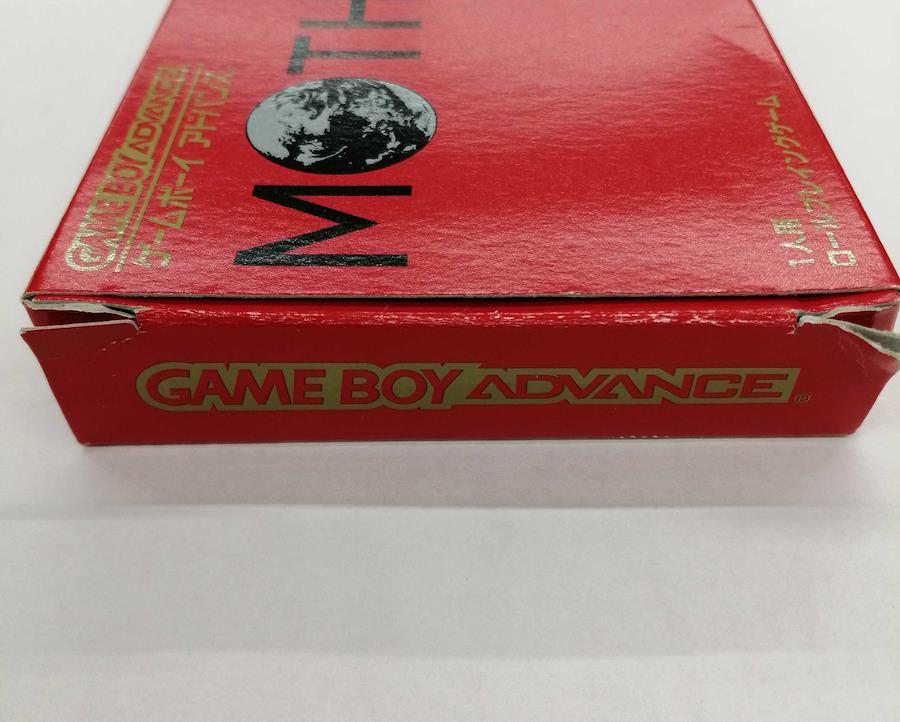 GAME BOY ADVANCE
ゲームボーイ アドバンス
MOTH
1人用
ロールプレイングゲーム
GAME BOY ADVANCE ®